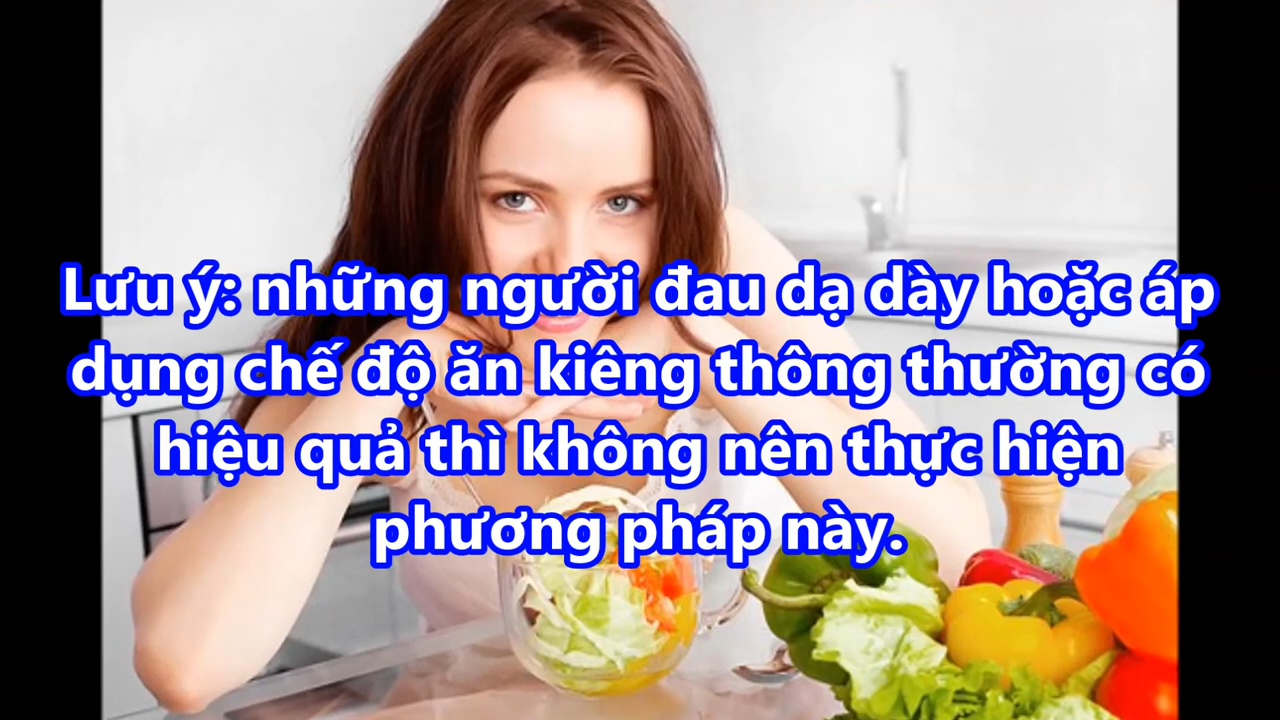 Lưu ý: những người đau dạ dày hoặc áp
dụng chế độ ăn kiêng thông thường có
hiệu quả thì không nên thực hiện
phương pháp này.